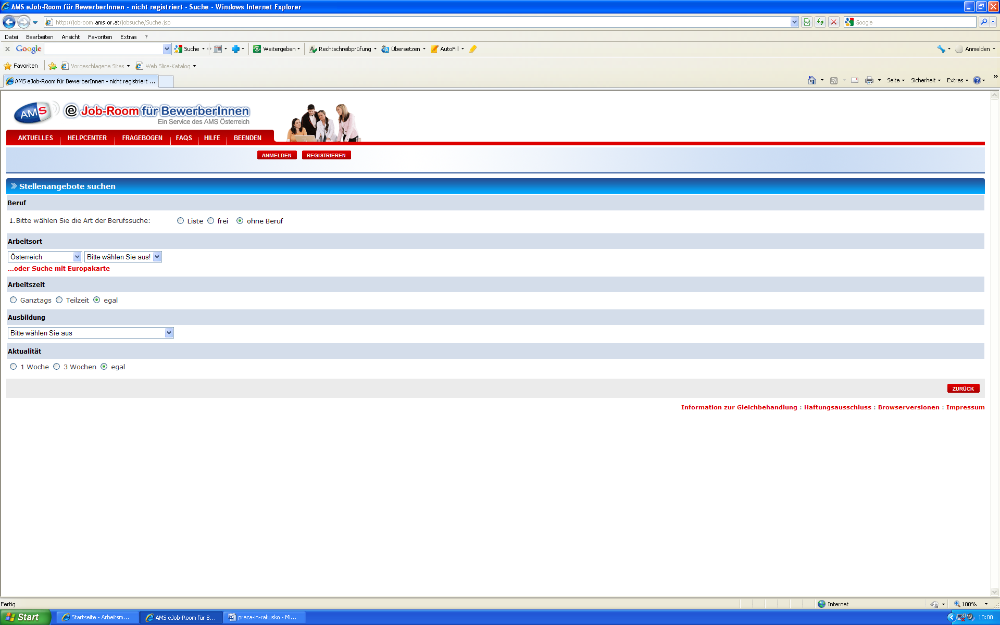 AMS eJob-Room für BewerberInnen - nicht registriert - Suche - Windows Internet Explorer
http://jobroom.ams.or.at/jobsuche/Suche.jsp
Google
Datei Bearbeiten Ansicht Favoriten Extras ?
x Google Suche Weitergeben Rechtschreibprüfung Übersetzen AutoFill Anmelden
Favoriten Vorgeschlagene Sites Web Slice-Katalog
AMS eJob-Room für BewerberInnen - nicht registriert ...
Seite Sicherheit Extras »
AMS @ Job-Room für BewerberInnen
Ein Service des AMS Österreich
AKTUELLES HELPCENTER FRAGEBOGEN FAQS HILFE BEENDEN
ANMELDEN REGISTRIEREN
Stellenangebote suchen
Beruf
1. Bitte wählen Sie die Art der Berufssuche: Liste frei ohne Beruf
Arbeitsort
Österreich Bitte wählen Sie aus!
...oder Suche mit Europakarte
Arbeitszeit
Ganztags Teilzeit egal
Ausbildung
Bitte wählen Sie aus
Aktualität
1 Woche 3 Wochen egal
ZURÜCK
Information zur Gleichbehandlung : Haftungsausschluss : Browserversionen : Impressum
Fertig Internet 100%
Start Startseite - Arbeitsm... AMS eJob-Room für B... praca-in-rakusko - Mi... 10:00